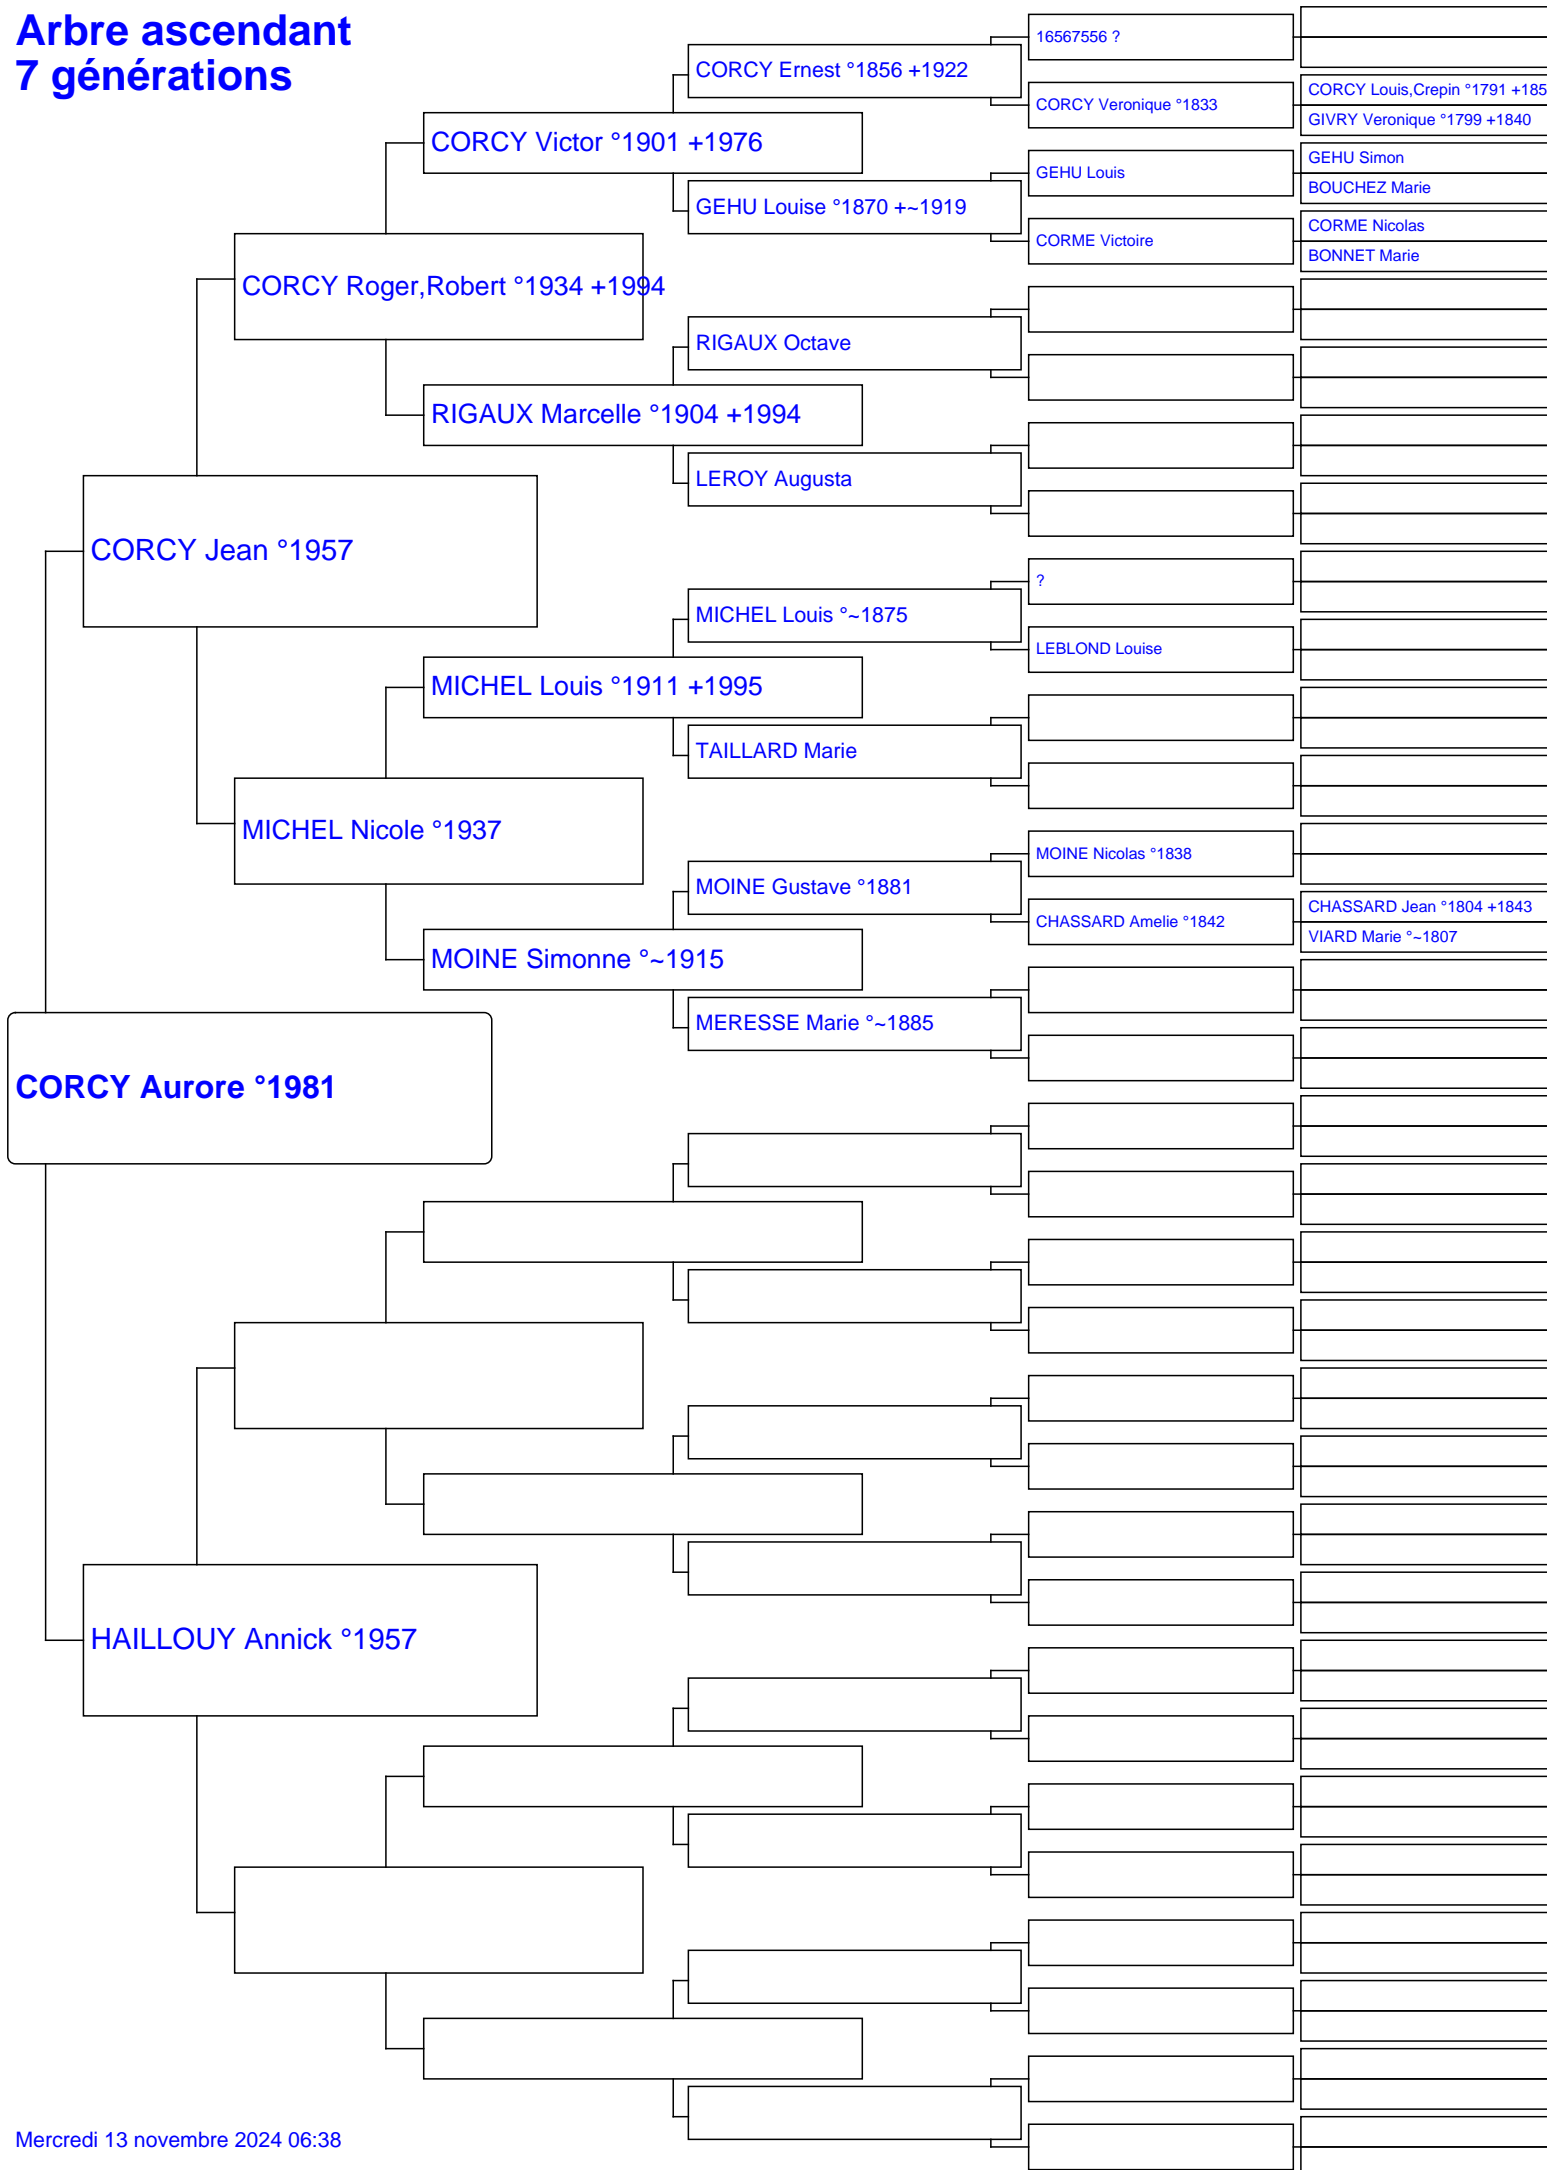 Arbre ascendant
7 générations
16567556 ?
CORCY Ernest °1856 +1922
CORCY Louis,Crepin °1791 +185
CORCY Veronique °1833
GIVRY Veronique °1799 +1840
CORCY Victor °1901 +1976
GEHU Simon
GEHU Louis
BOUCHEZ Marie
GEHU Louise °1870 +~1919
CORME Nicolas
CORME Victoire
BONNET Marie
CORCY Roger,Robert °1934 +1994
RIGAUX Octave
RIGAUX Marcelle °1904 +1994
LEROY Augusta
CORCY Jean °1957
?
MICHEL Louis °~1875
LEBLOND Louise
MICHEL Louis °1911 +1995
TAILLARD Marie
MICHEL Nicole °1937
MOINE Nicolas °1838
MOINE Gustave °1881
CHASSARD Jean °1804 +1843
CHASSARD Amelie °1842
VIARD Marie °~1807
MOINE Simonne °~1915
MERESSE Marie °~1885
CORCY Aurore °1981
HAILLOUY Annick °1957
Mercredi 13 novembre 2024 06:38